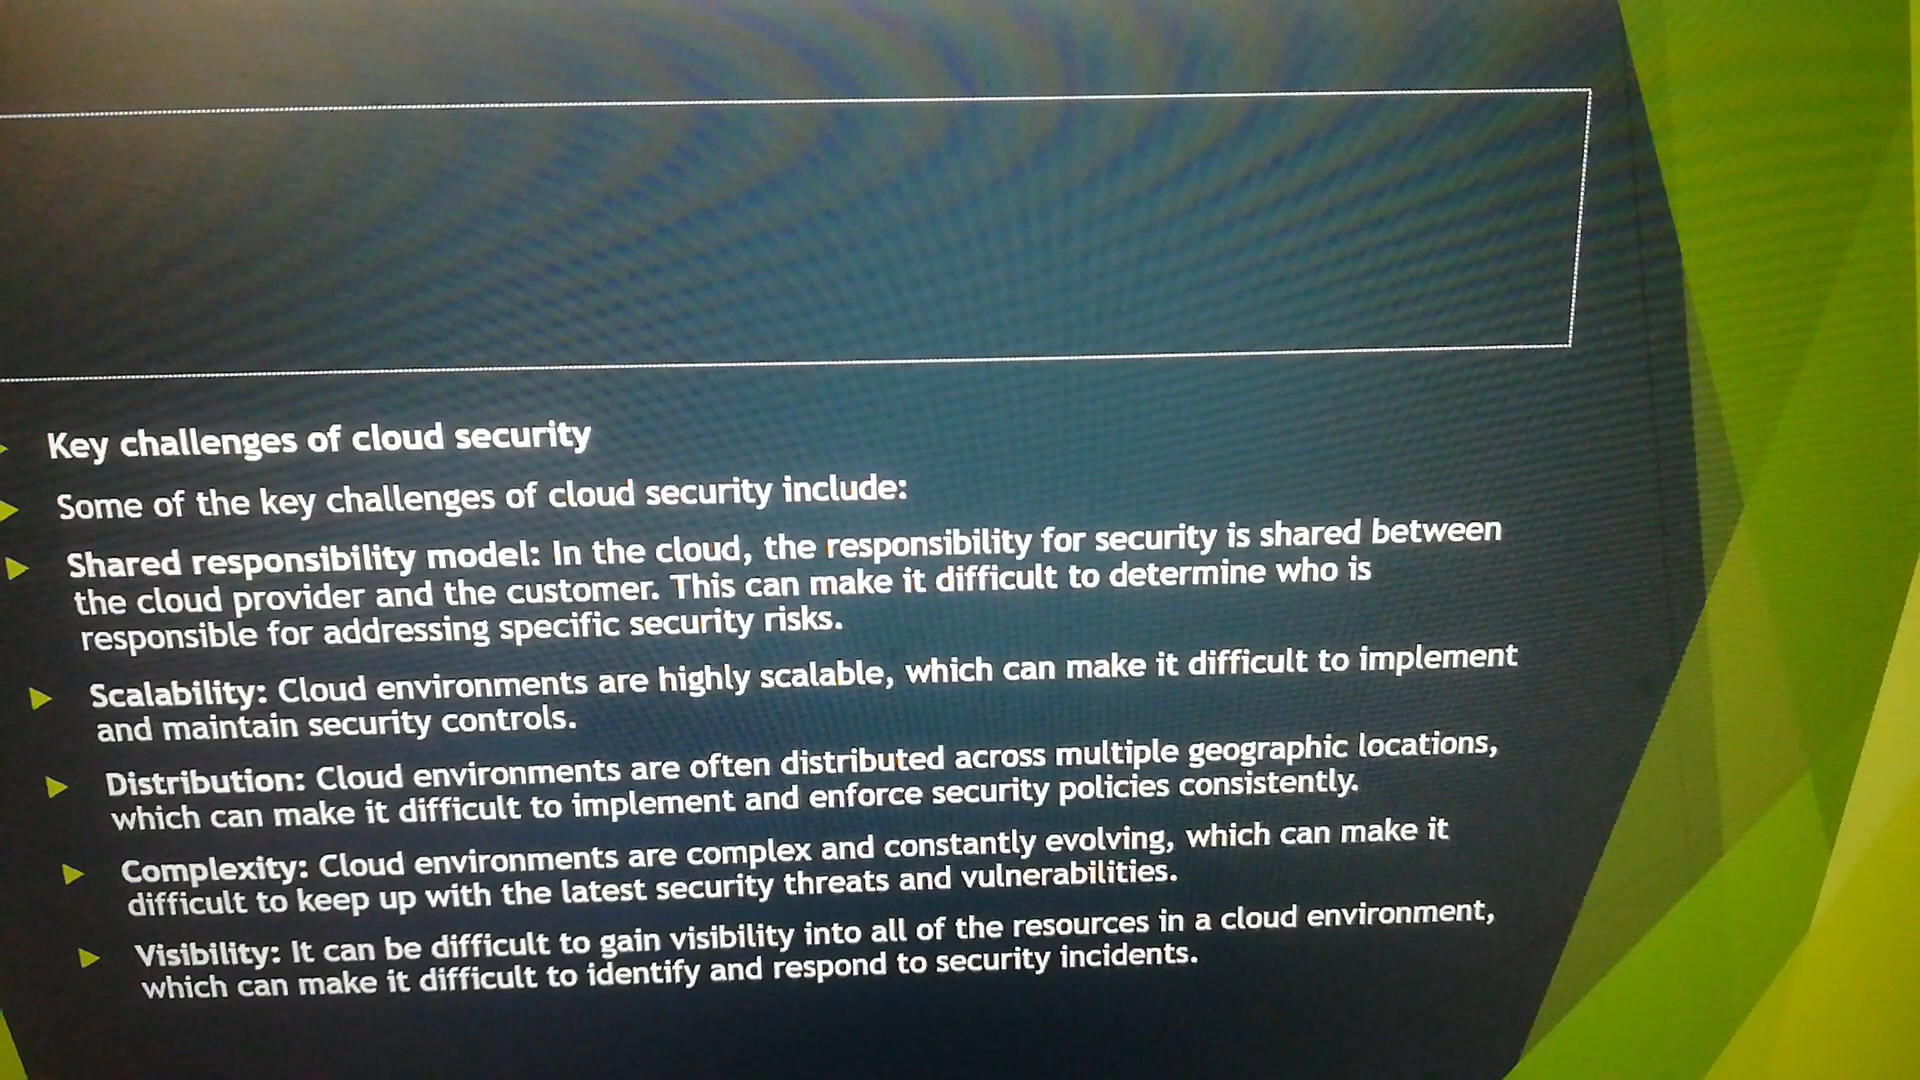 Key challenges of cloud security
Some of the key challenges of cloud security include:
Shared responsibility model: In the cloud, the responsibility for security is shared between
the cloud provider and the customer. This can make it difficult to determine who is
responsible for addressing specific security risks.
Scalability: Cloud environments are highly scalable, which can make it difficult to implement
and maintain security controls.
Distribution: Cloud environments are often distributed across multiple geographic locations,
which can make it difficult to implement and enforce security policies consistently.
Complexity: Cloud environments are complex and constantly evolving, which can make it
difficult to keep up with the latest security threats and vulnerabilities.
Visibility: It can be difficult to gain visibility into all of the resources in a cloud environment,
which can make it difficult to identify and respond to security incidents.